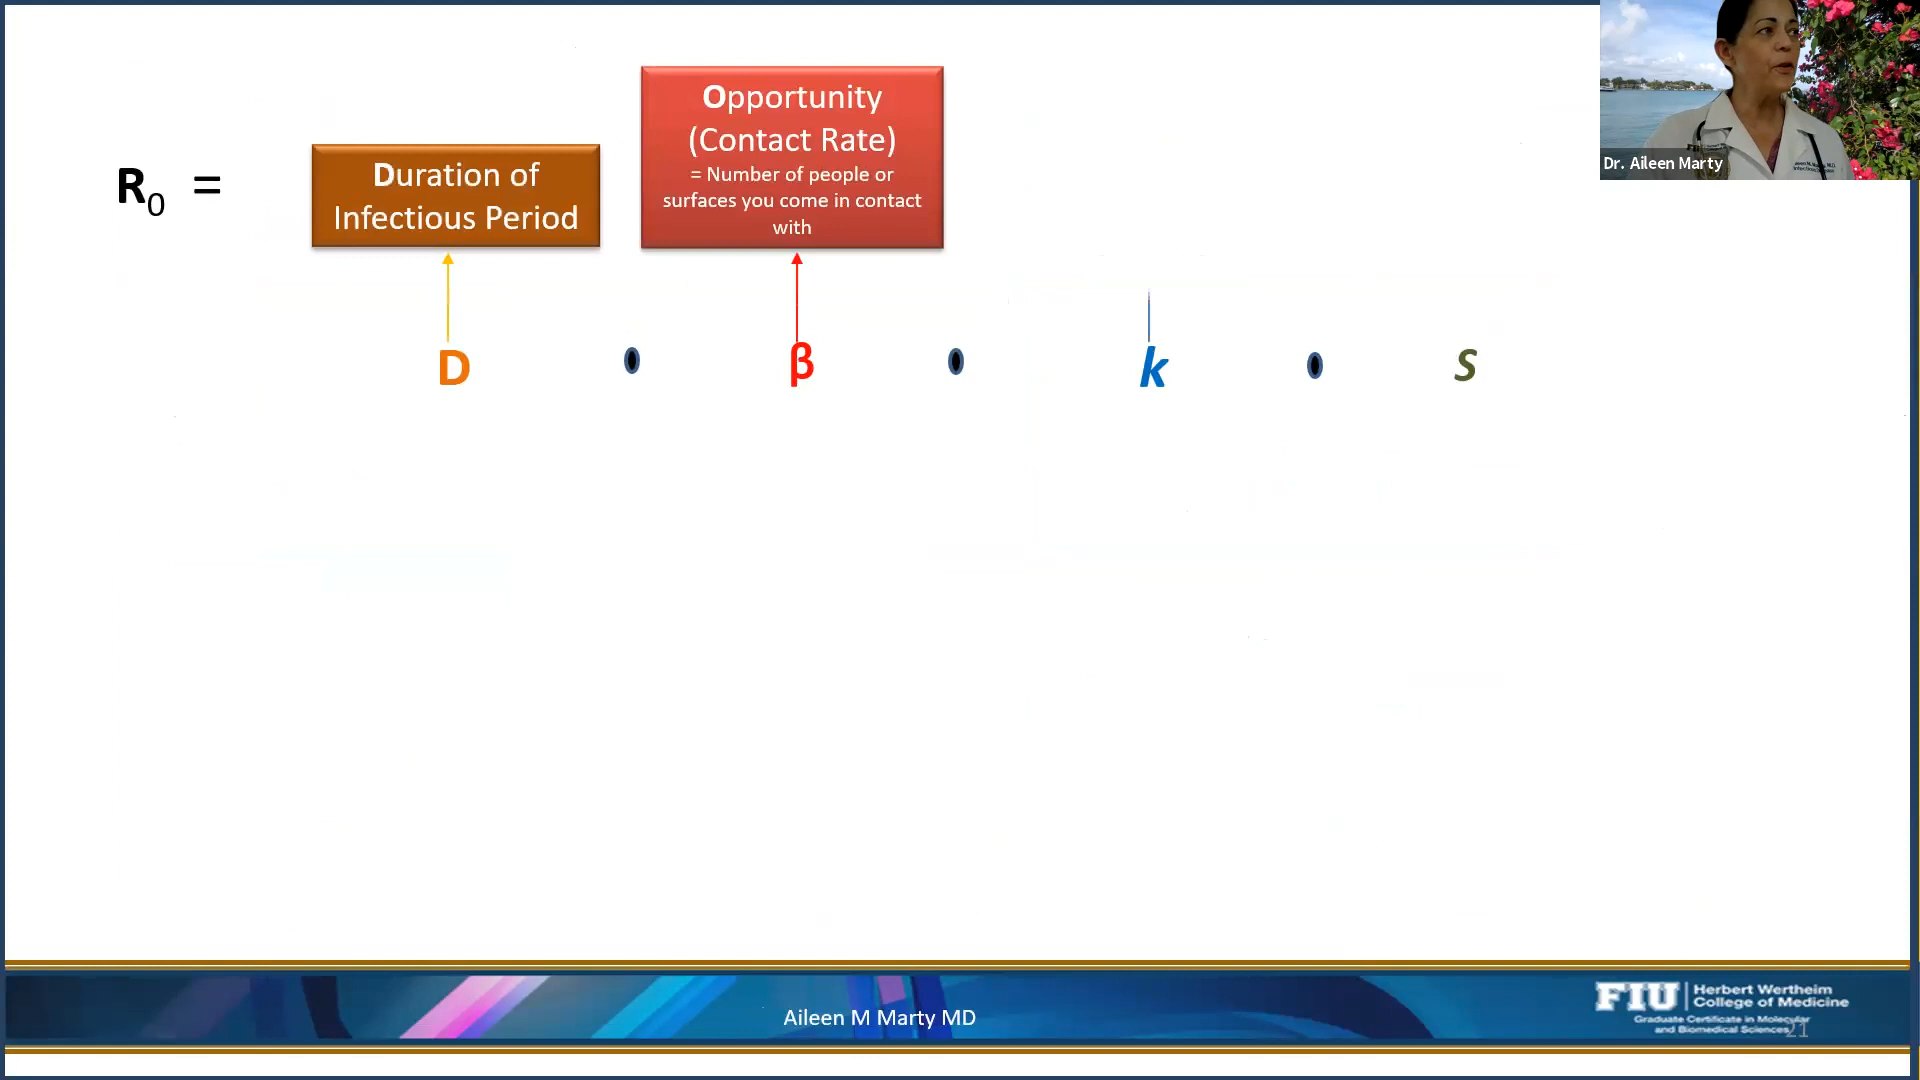 R0 =
Duration of
Infectious Period
Opportunity
(Contact Rate)
= Number of people or
surfaces you come in contact
with
D • β • k • S
Dr. Aileen Marty
Aileen M Marty MD
FIU
Herbert Wertheim
College of Medicine
Graduate Certificate in Molecular
and Biomedical Sciences
21